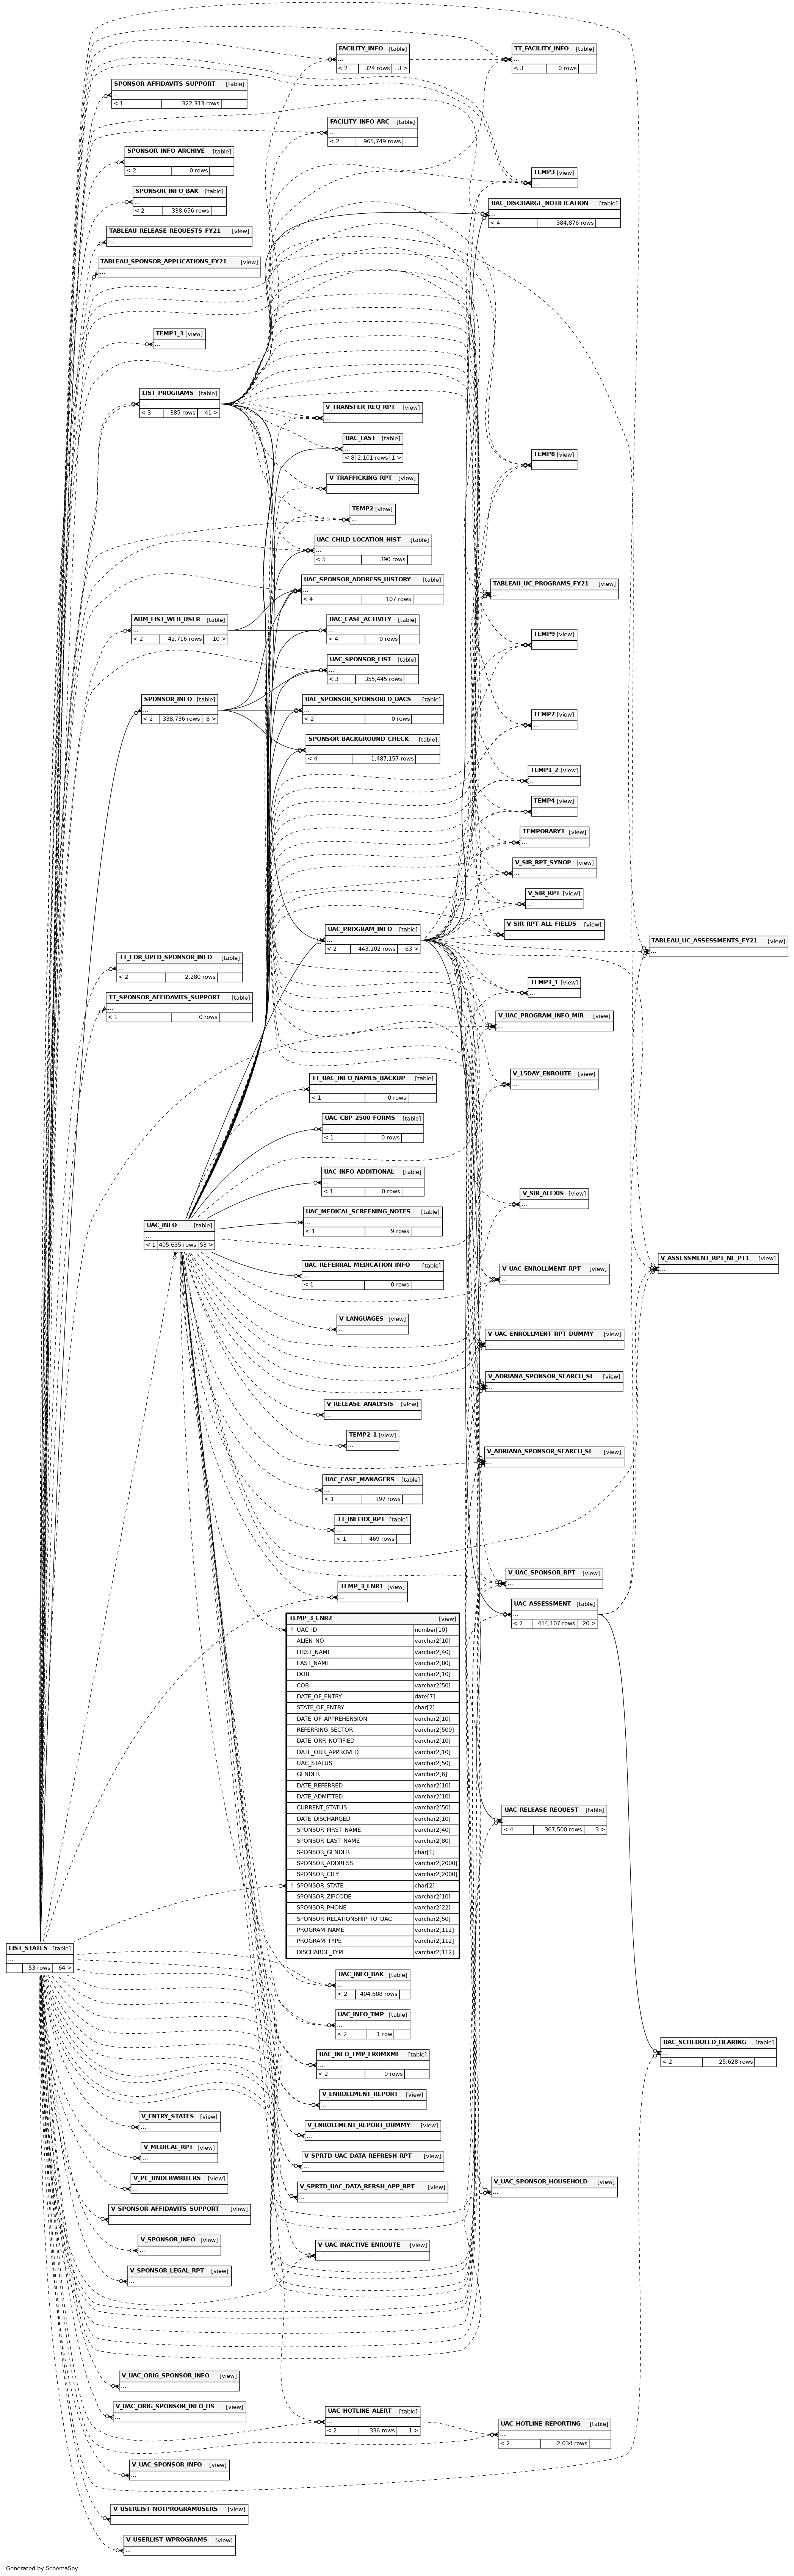 FACILITY_INFO [table]
...
< 2 324 rows 3 >
TT_FACILITY_INFO [table]
...
< 3 0 rows
SPONSOR_AFFIDAVITS_SUPPORT [table]
...
< 1 322,313 rows
FACILITY_INFO_ARC [table]
...
< 2 965,749 rows
SPONSOR_INFO_ARCHIVE [table]
...
< 2 0 rows
TEMP3 [view]
...
SPONSOR_INFO_BAK [table]
...
< 2 338,656 rows
UAC_DISCHARGE_NOTIFICATION [table]
...
< 4 384,876 rows
TABLEAU_RELEASE_REQUESTS_FY21 [view]
...
TABLEAU_SPONSOR_APPLICATIONS_FY21 [view]
...
TEMP1_3 [view]
...
LIST_PROGRAMS [table]
...
< 3 385 rows 41 >
V_TRANSFER_REQ_RPT [view]
...
UAC_FAST [table]
...
< 8 2,101 rows 1 >
TEMP8 [view]
...
V_TRAFFICKING_RPT [view]
...
TEMP2 [view]
...
UAC_CHILD_LOCATION_HIST [table]
...
< 5 390 rows
UAC_SPONSOR_ADDRESS_HISTORY [table]
...
< 4 107 rows
TABLEAU_UC_PROGRAMS_FY21 [view]
...
ADM_LIST_WEB_USER [table]
...
< 2 42,716 rows 10 >
UAC_CASE_ACTIVITY [table]
...
< 4 0 rows
TEMP9 [view]
...
UAC_SPONSOR_LIST [table]
...
< 3 355,445 rows
SPONSOR_INFO [table]
...
< 2 338,736 rows 8 >
UAC_SPONSOR_SPONSORED_UACS [table]
...
< 2 0 rows
TEMP7 [view]
...
SPONSOR_BACKGROUND_CHECK [table]
...
< 4 1,487,157 rows
TEMP1_2 [view]
...
TEMP4 [view]
...
TEMPORARY1 [view]
...
V_SIR_RPT_SYNOP [view]
...
V_SIR_RPT [view]
...
V_SIR_RPT_ALL_FIELDS [view]
...
UAC_PROGRAM_INFO [table]
...
< 2 443,102 rows 63 >
TABLEAU_UC_ASSESSMENTS_FY21 [view]
...
TT_FOR_UPLD_SPONSOR_INFO [table]
...
< 2 2,280 rows
TEMP1_1 [view]
...
TT_SPONSOR_AFFIDAVITS_SUPPORT [table]
...
< 1 0 rows
V_UAC_PROGRAM_INFO_MIR [view]
...
TT_UAC_INFO_NAMES_BACKUP [table]
...
< 1 0 rows
V_15DAY_ENROUTE [view]
...
UAC_CBP_2500_FORMS [table]
...
< 1 0 rows
UAC_INFO_ADDITIONAL [table]
...
< 1 0 rows
V_SIR_ALEXIS [view]
...
UAC_MEDICAL_SCREENING_NOTES [table]
...
< 1 9 rows
UAC_INFO [table]
...
< 1 405,635 rows 53 >
V_ASSESSMENT_RPT_NF_PT1 [view]
...
UAC_REFERRAL_MEDICATION_INFO [table]
...
< 1 0 rows
V_UAC_ENROLLMENT_RPT [view]
...
V_LANGUAGES [view]
...
V_UAC_ENROLLMENT_RPT_DUMMY [view]
...
V_ADRIANA_SPONSOR_SEARCH_SI [view]
...
V_RELEASE_ANALYSIS [view]
...
TEMP2_1 [view]
...
V_ADRIANA_SPONSOR_SEARCH_SL [view]
...
UAC_CASE_MANAGERS [table]
...
< 1 197 rows
TT_INFLUX_RPT [table]
...
< 1 469 rows
V_UAC_SPONSOR_RPT [view]
...
TEMP_3_ENR1 [view]
...
UAC_ASSESSMENT [table]
...
< 2 414,107 rows 20 >
TEMP_3_ENR2 [view]
! UAC_ID number[10]
ALIEN_NO varchar2[10]
FIRST_NAME varchar2[40]
LAST_NAME varchar2[80]
DOB varchar2[10]
COB varchar2[50]
DATE_OF_ENTRY date[7]
STATE_OF_ENTRY char[2]
DATE_OF_APPREHENSION varchar2[10]
REFERRING_SECTOR varchar2[500]
DATE_ORR_NOTIFIED varchar2[10]
DATE_ORR_APPROVED varchar2[10]
UAC_STATUS varchar2[50]
GENDER varchar2[6]
DATE_REFERRED varchar2[10]
DATE_ADMITTED varchar2[10]
CURRENT_STATUS varchar2[50]
DATE_DISCHARGED varchar2[10]
SPONSOR_FIRST_NAME varchar2[40]
SPONSOR_LAST_NAME varchar2[80]
SPONSOR_GENDER char[1]
SPONSOR_ADDRESS varchar2[2000]
SPONSOR_CITY varchar2[2000]
! SPONSOR_STATE char[2]
SPONSOR_ZIPCODE varchar2[10]
SPONSOR_PHONE varchar2[22]
SPONSOR_RELATIONSHIP_TO_UAC varchar2[50]
PROGRAM_NAME varchar2[112]
PROGRAM_TYPE varchar2[112]
DISCHARGE_TYPE varchar2[112]
UAC_RELEASE_REQUEST [table]
...
< 4 367,500 rows 3 >
LIST_STATES [table]
...
53 rows 64 >
UAC_INFO_BAK [table]
...
< 2 404,688 rows
UAC_INFO_TMP [table]
...
< 2 1 row
UAC_SCHEDULED_HEARING [table]
...
< 2 25,628 rows
UAC_INFO_TMP_FROMXML [table]
...
< 2 0 rows
V_ENROLLMENT_REPORT [view]
...
V_ENTRY_STATES [view]
...
V_ENROLLMENT_REPORT_DUMMY [view]
...
V_MEDICAL_RPT [view]
...
V_SPRTD_UAC_DATA_REFRESH_RPT [view]
...
V_PC_UNDERWRITERS [view]
...
V_SPRTD_UAC_DATA_RFRSH_APP_RPT [view]
...
V_UAC_SPONSOR_HOUSEHOLD [view]
...
V_SPONSOR_AFFIDAVITS_SUPPORT [view]
...
V_SPONSOR_INFO [view]
...
V_UAC_INACTIVE_ENROUTE [view]
...
V_SPONSOR_LEGAL_RPT [view]
...
V_UAC_ORIG_SPONSOR_INFO [view]
...
V_UAC_ORIG_SPONSOR_INFO_HS [view]
...
UAC_HOTLINE_ALERT [table]
...
< 2 336 rows 1 >
UAC_HOTLINE_REPORTING [table]
...
< 2 2,034 rows
V_UAC_SPONSOR_INFO [view]
...
V_USERLIST_NOTPROGRAMUSERS [view]
...
V_USERLIST_WPROGRAMS [view]
...
Generated by SchemaSpy